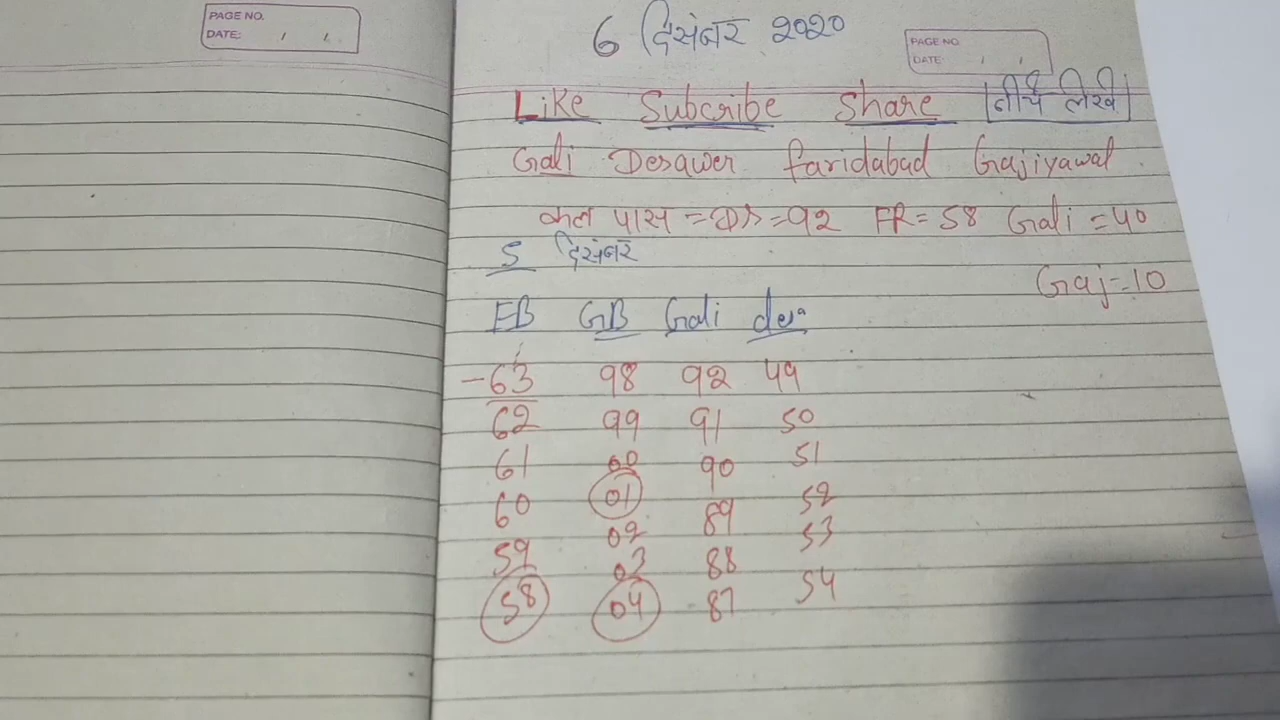 PAGE NO.
DATE:
6 दिसंबर 2020
PAGE NO.
DATE:
Like Subcribe Share नीचे लिखे
Gali Desawer faridabad Gajiyawal
कल पास = DS = 92 FR = 58 Gali = 40
5 दिसंबर
Gaj = 10
FB GB Gali des
- 63 98 92 49
62 99 91 50
61 00 90 51
60 01 89 52
59 02 88 53
58 03 87 54
04